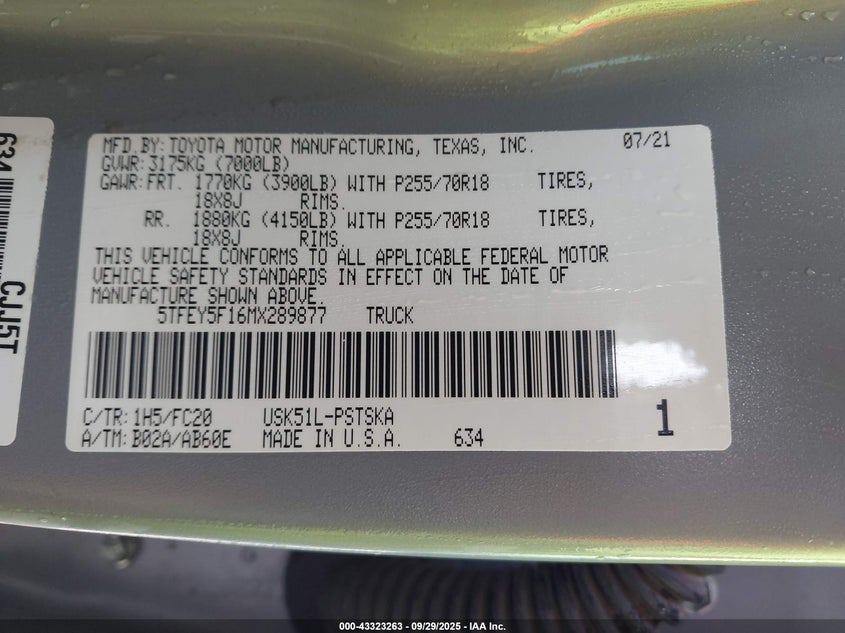 MFD.BY: TOYOTA MOTOR MANUFACTURING, TEXAS, INC. 07/21
GVWR: 3175KG (7000LB)
GAWR: FRT. 1770KG (3900LB) WITH P255/70R18 TIRES,
18X8J RIMS.
RR. 1880KG (4150LB) WITH P255/70R18 TIRES,
18X8J RIMS.
THIS VEHICLE CONFORMS TO ALL APPLICABLE FEDERAL MOTOR
VEHICLE SAFETY STANDARDS IN EFFECT ON THE DATE OF
MANUFACTURE SHOWN ABOVE.
5TFEY5F16MX289877 TRUCK
C/TR: 1H5/FC20 USK51L-PSTSKA 1
A/TM: B02A/AB60E MADE IN U.S.A. 634
634
CJJ5T
000-43323263 - 09/29/2025 - IAA Inc.